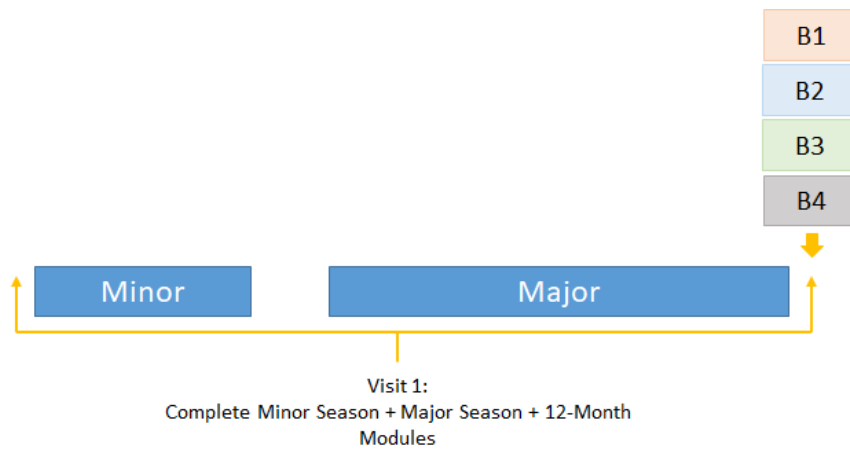 B1
B2
B3
B4
Minor
Major
Visit 1:
Complete Minor Season + Major Season + 12-Month
Modules